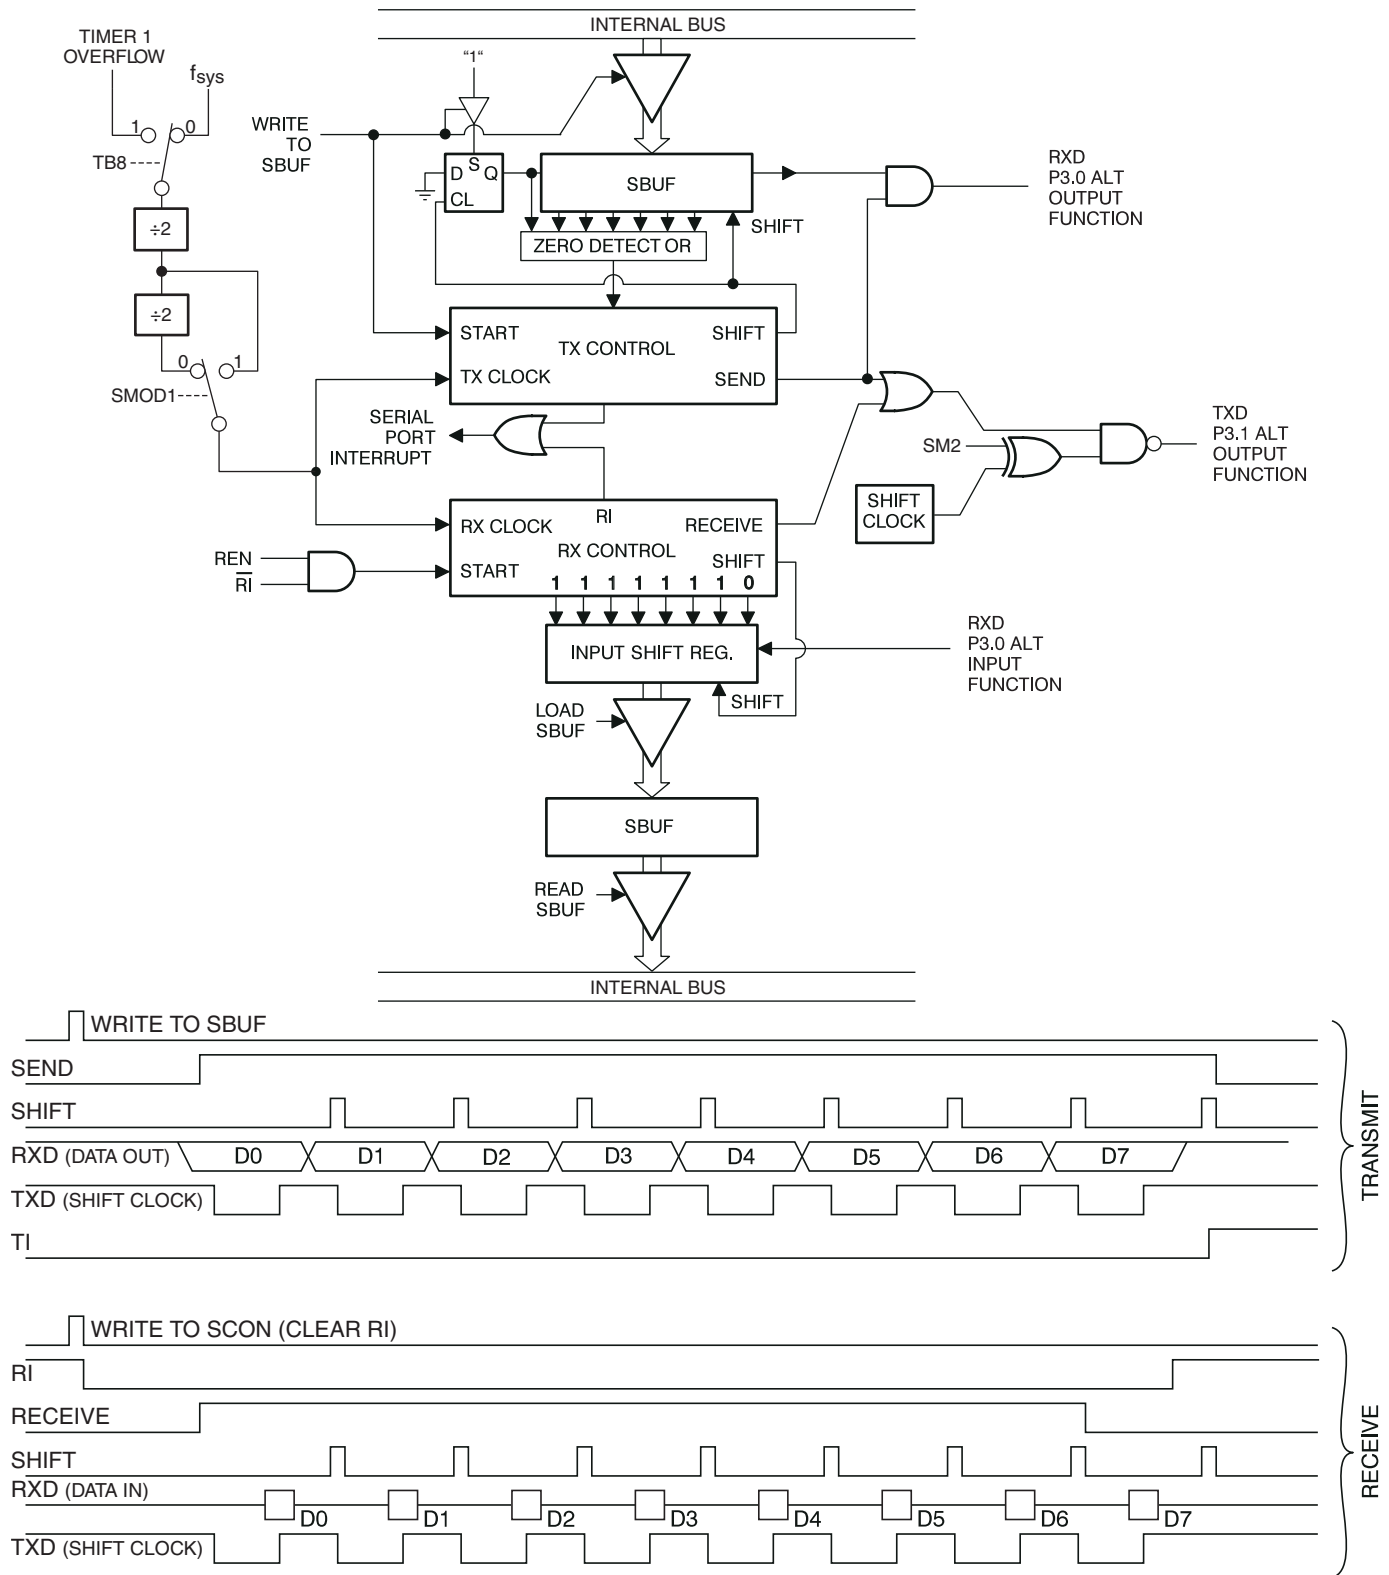 INTERNAL BUS
TIMER 1
OVERFLOW
fsys
"1"
1
0
TB8
WRITE
TO
SBUF
S
D
Q
CL
SBUF
SHIFT
ZERO DETECT OR
RXD
P3.0 ALT
OUTPUT
FUNCTION
÷2
÷2
0
1
SMOD1
START
SHIFT
TX CONTROL
TX CLOCK
SEND
SERIAL
PORT
INTERRUPT
SM2
TXD
P3.1 ALT
OUTPUT
FUNCTION
SHIFT
CLOCK
RX CLOCK
RI
RECEIVE
RX CONTROL
SHIFT
START
REN
RI
1 1 1 1 1 1 1 0
INPUT SHIFT REG.
RXD
P3.0 ALT
INPUT
FUNCTION
SHIFT
LOAD
SBUF
SBUF
READ
SBUF
INTERNAL BUS
WRITE TO SBUF
SEND
SHIFT
RXD (DATA OUT) D0 D1 D2 D3 D4 D5 D6 D7
TXD (SHIFT CLOCK)
TI
TRANSMIT
WRITE TO SCON (CLEAR RI)
RI
RECEIVE
SHIFT
RXD (DATA IN)
D0 D1 D2 D3 D4 D5 D6 D7
TXD (SHIFT CLOCK)
RECEIVE